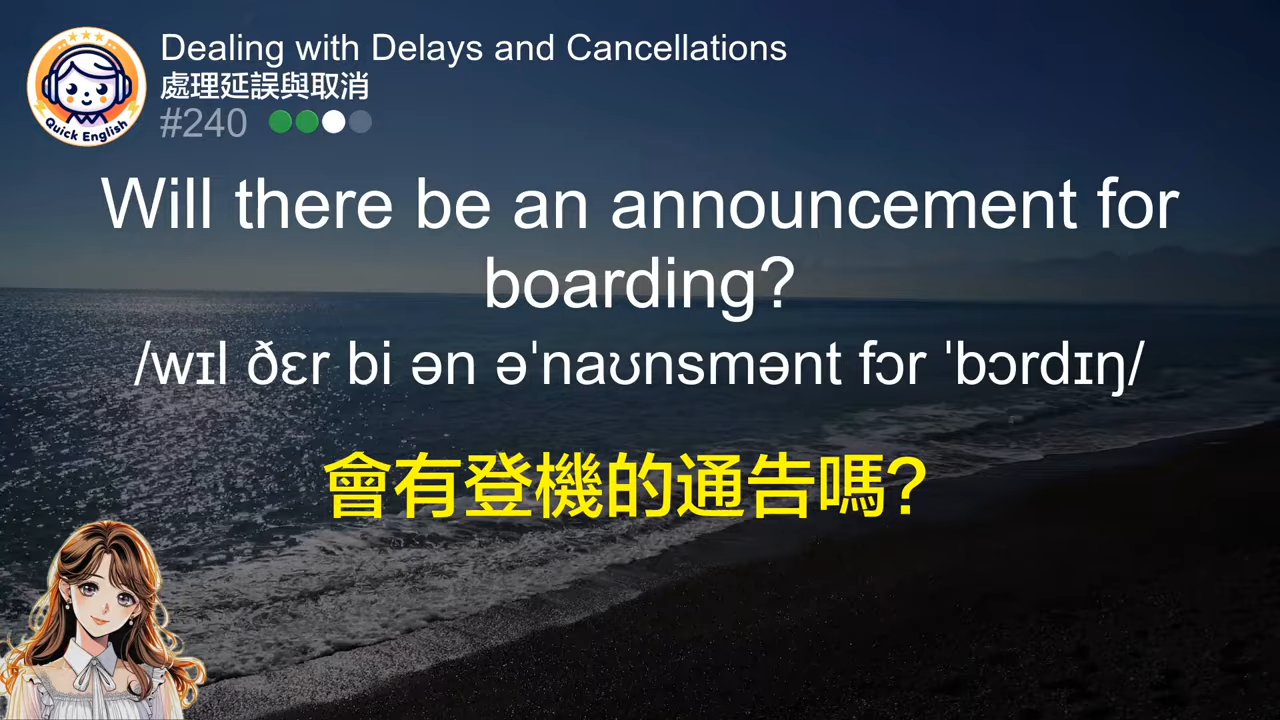 Quick English
Dealing with Delays and Cancellations
處理延誤與取消
#240
Will there be an announcement for
boarding?
/wɪl ðɛr bi ən əˈnaʊnsmənt fɔr ˈbɔrdɪŋ/
會有登機的通告嗎?